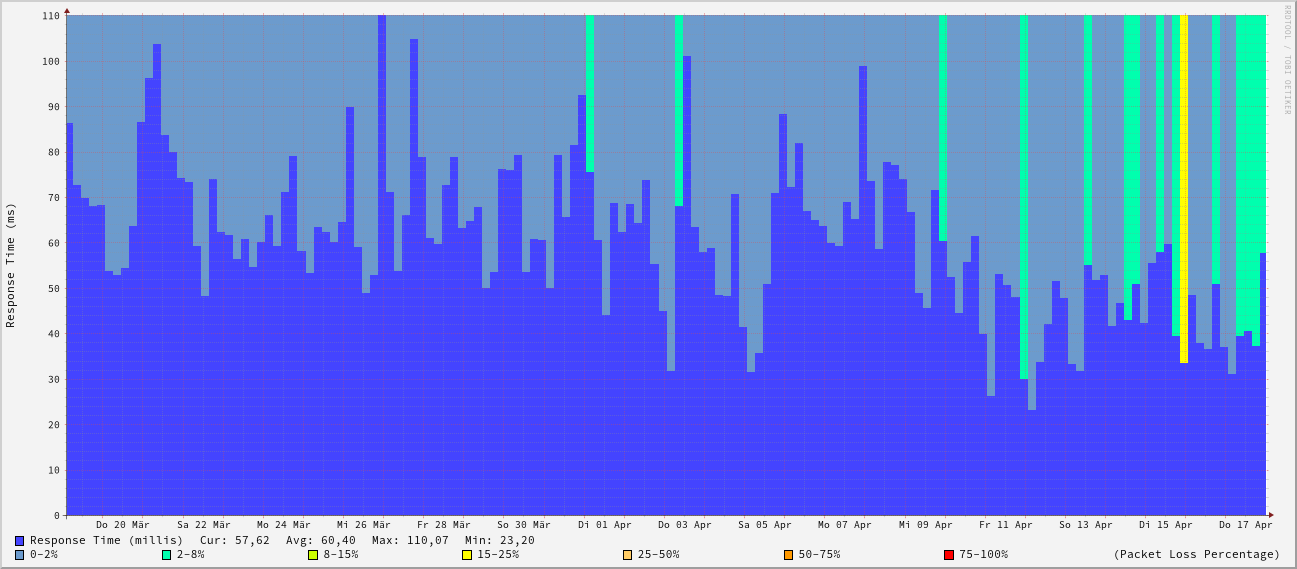 RRDTOOL / TOBI OETIKER
Response Time (ms)
110
100
90
80
70
60
50
40
30
20
10
0
Do 20 Mär Sa 22 Mär Mo 24 Mär Mi 26 Mär Fr 28 Mär So 30 Mär Di 01 Apr Do 03 Apr Sa 05 Apr Mo 07 Apr Mi 09 Apr Fr 11 Apr So 13 Apr Di 15 Apr Do 17 Apr
Response Time (millis) Cur: 57,62 Avg: 60,40 Max: 110,07 Min: 23,20
0-2% 2-8% 8-15% 15-25% 25-50% 50-75% 75-100% (Packet Loss Percentage)